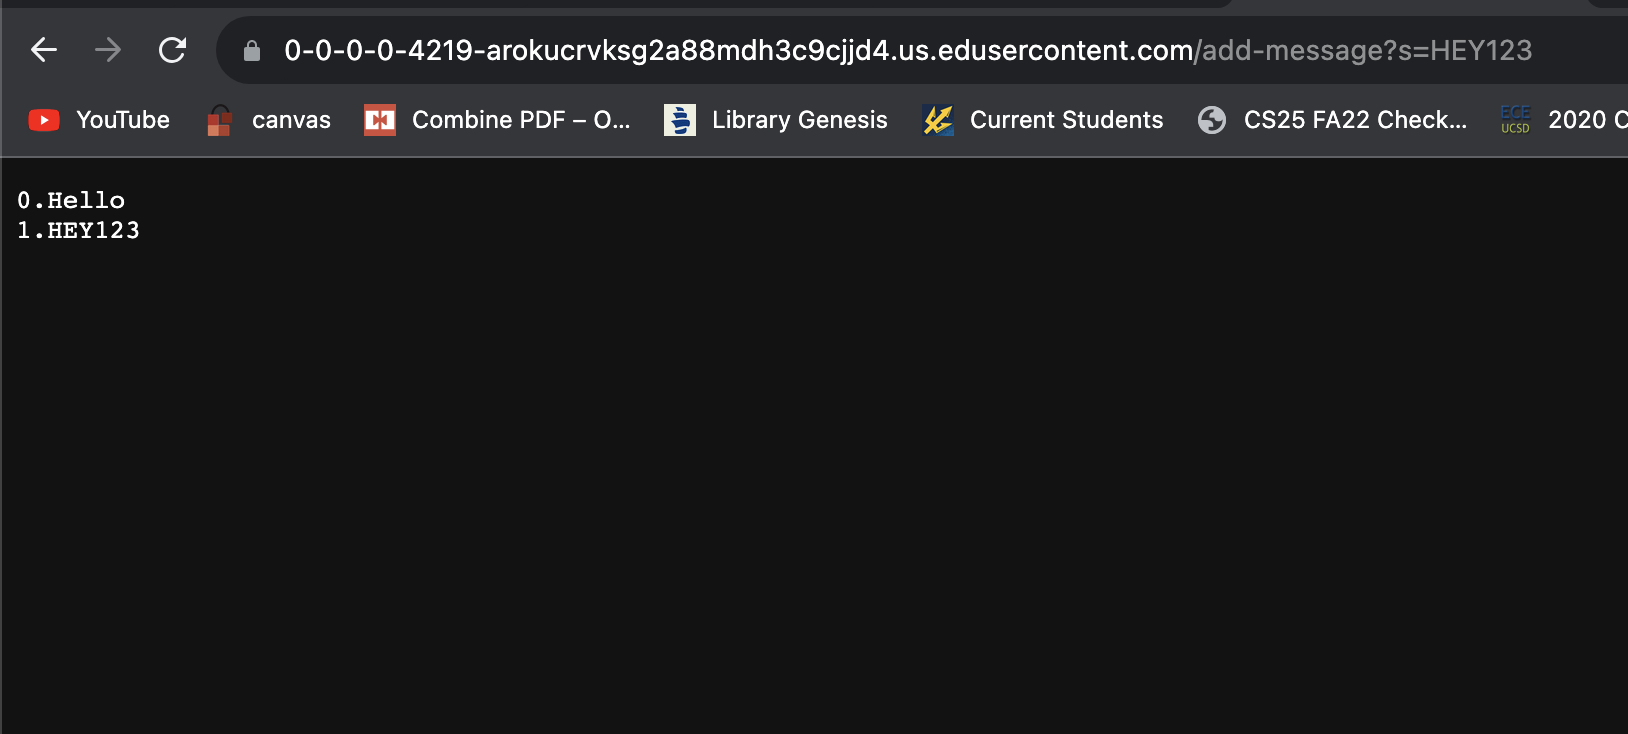 0-0-0-0-4219-arokucrvksg2a88mdh3c9cjjd4.us.edusercontent.com/add-message?s=HEY123
YouTube canvas Combine PDF – O... Library Genesis Current Students CS25 FA22 Check... ECE UCSD 2020 C
0.Hello
1.HEY123